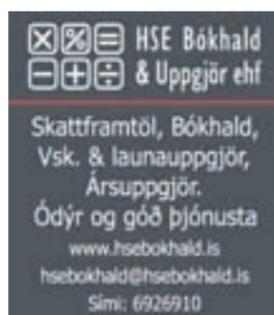 HSE Bókhald
& Uppgjör ehf
Skattframtöl, Bókhald,
Vsk. & launauppgjör,
Ársuppgjör.
Ódýr og góð þjónusta
www.hsebokhald.is
hsebokhald@hsebokhald.is
Sími: 6926910